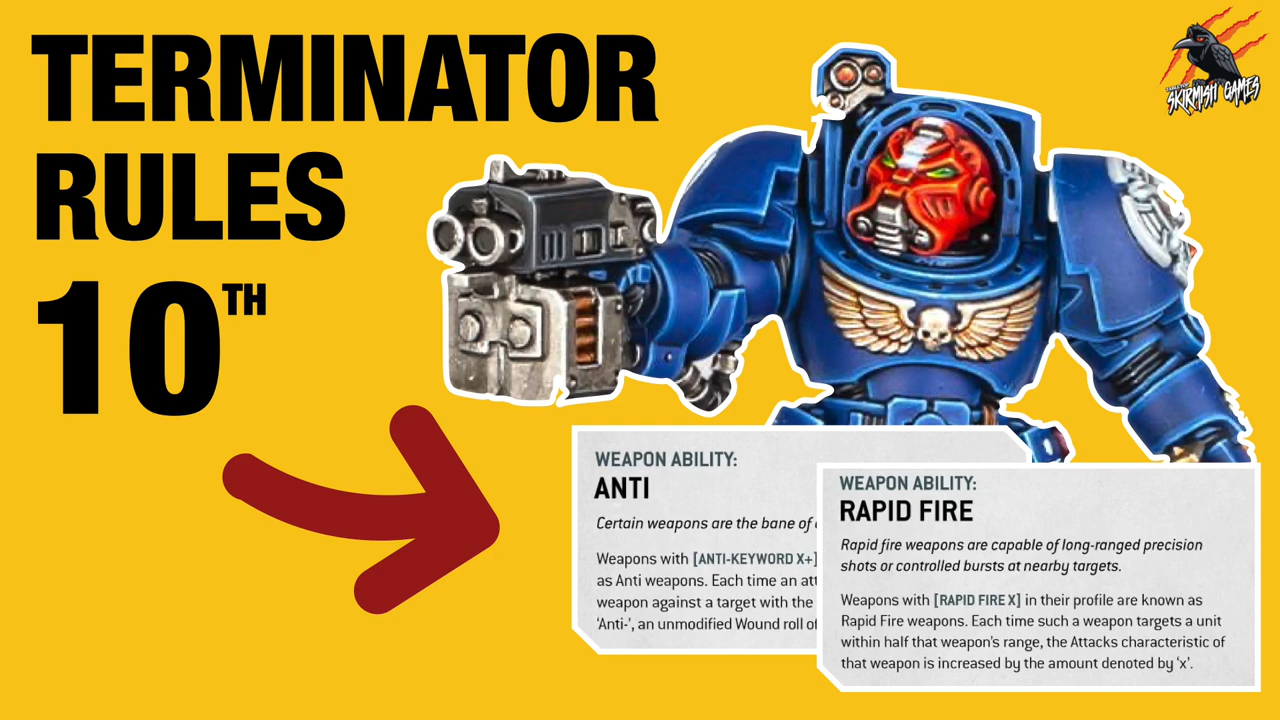 TERMINATOR
RULES
10TH
SKIRMISH GAMES
WEAPON ABILITY:
ANTI
Certain weapons are the bane of
Weapons with [ANTI-KEYWORD X+]
as Anti weapons. Each time an att
weapon against a target with the
‘Anti-’, an unmodified Wound roll of
WEAPON ABILITY:
RAPID FIRE
Rapid fire weapons are capable of long-ranged precision
shots or controlled bursts at nearby targets.
Weapons with [RAPID FIRE X] in their profile are known as
Rapid Fire weapons. Each time such a weapon targets a unit
within half that weapon’s range, the Attacks characteristic of
that weapon is increased by the amount denoted by ‘x’.